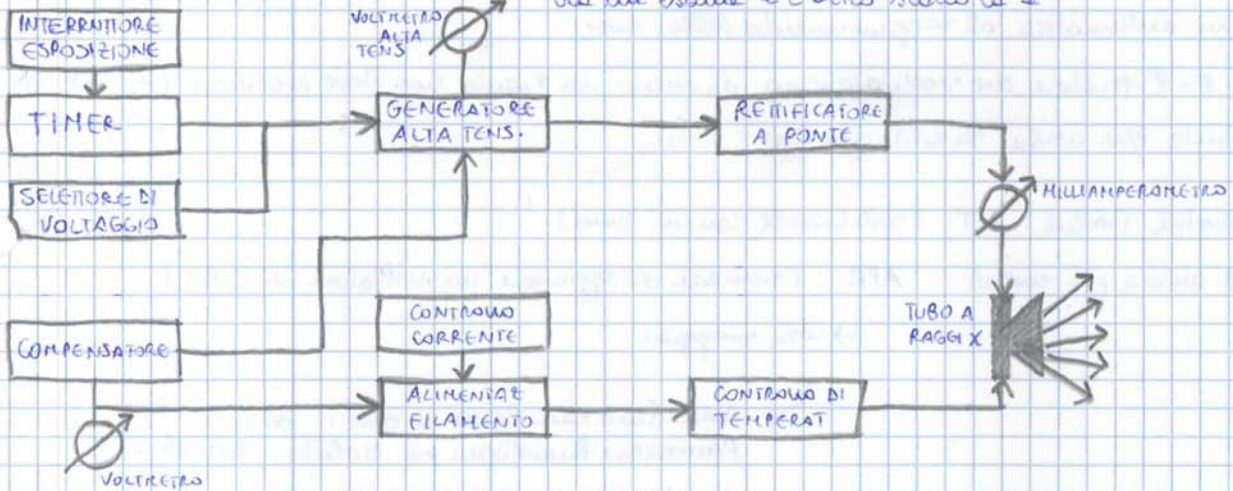 INTERRUTTORE
ESPOSIZIONE
VOLTMETRO
ALTA
TENS
TIMER
GENERATORE
ALTA TENS.
RETTIFICATORE
A PONTE
SELETTORE DI
VOLTAGGIO
MILLIAMPEROMETRO
CONTROLLO
CORRENTE
TUBO A
RAGGI X
COMPENSATORE
ALIMENTAZ
FILAMENTO
CONTROLLO DI
TEMPERAT
VOLTMETRO